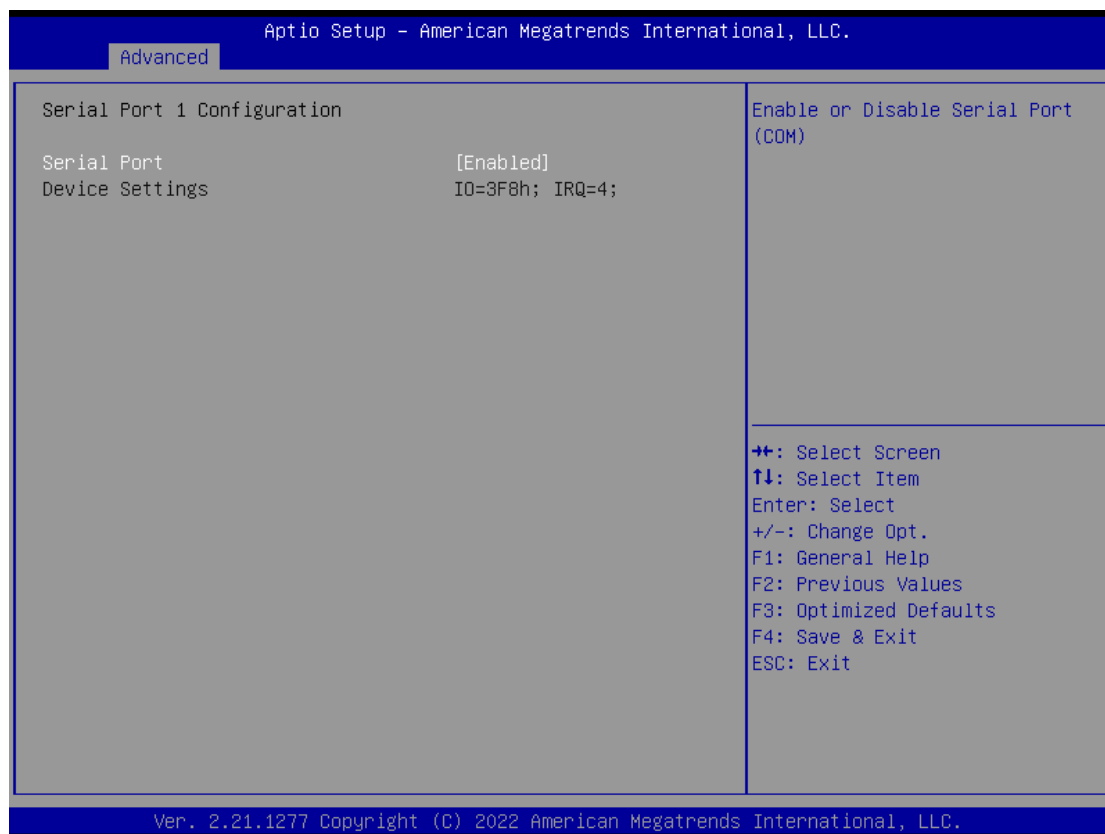 Aptio Setup – American Megatrends International, LLC.
Advanced
Serial Port 1 Configuration
Serial Port [Enabled]
Device Settings IO=3F8h; IRQ=4;
Enable or Disable Serial Port
(COM)
→←: Select Screen
↑↓: Select Item
Enter: Select
+/-: Change Opt.
F1: General Help
F2: Previous Values
F3: Optimized Defaults
F4: Save & Exit
ESC: Exit
Ver. 2.21.1277 Copyright (C) 2022 American Megatrends International, LLC.